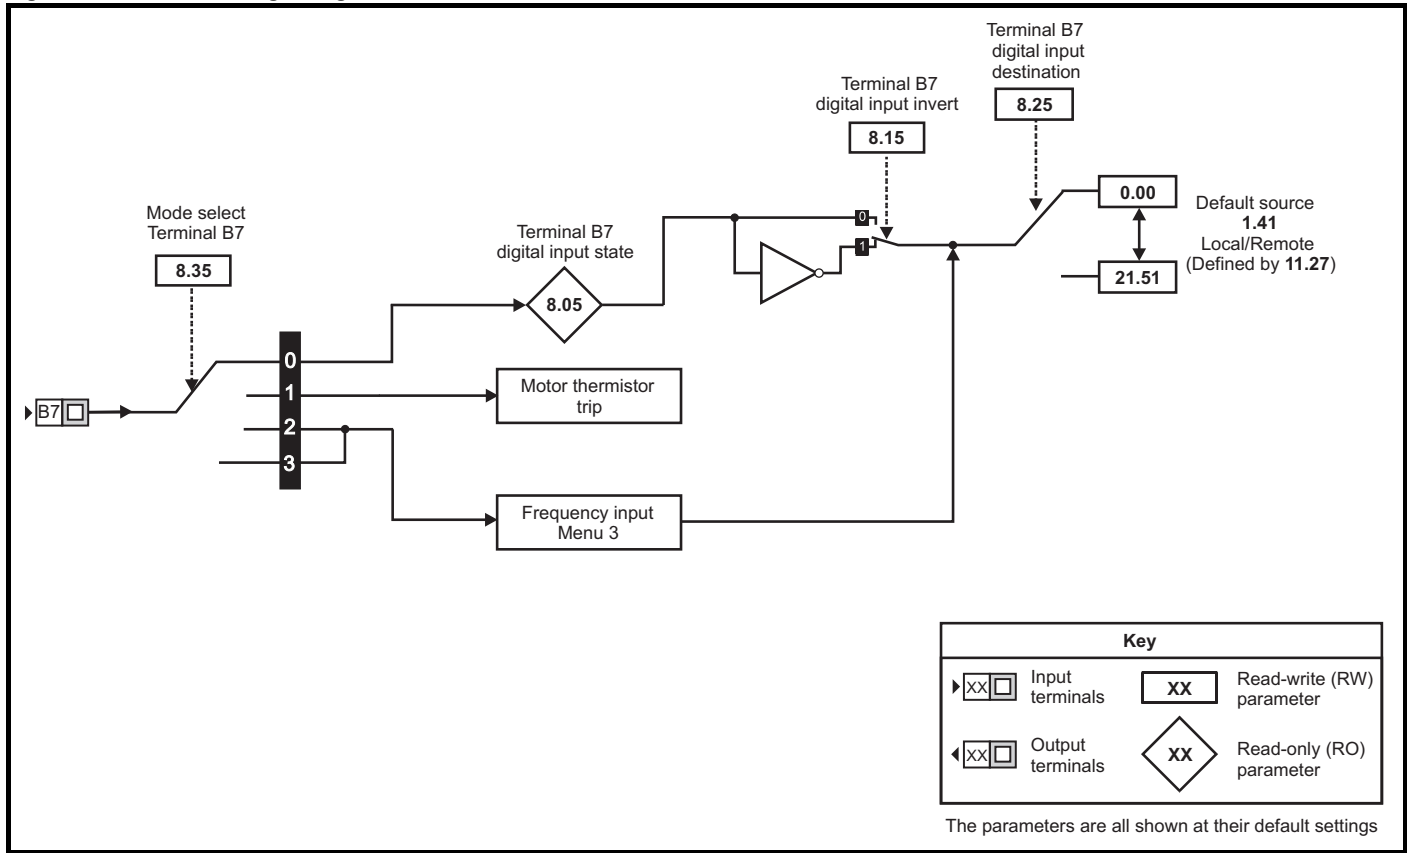 Terminal B7
digital input
destination
8.25
Terminal B7
digital input invert
8.15
0.00
Default source
1.41
Local/Remote
(Defined by 11.27)
21.51
Mode select
Terminal B7
8.35
Terminal B7
digital input state
8.05
0
1
0
1
2
3
B7
Motor thermistor
trip
Frequency input
Menu 3
Key
XX
Input
terminals
XX
Read-write (RW)
parameter
XX
Output
terminals
XX
Read-only (RO)
parameter
The parameters are all shown at their default settings